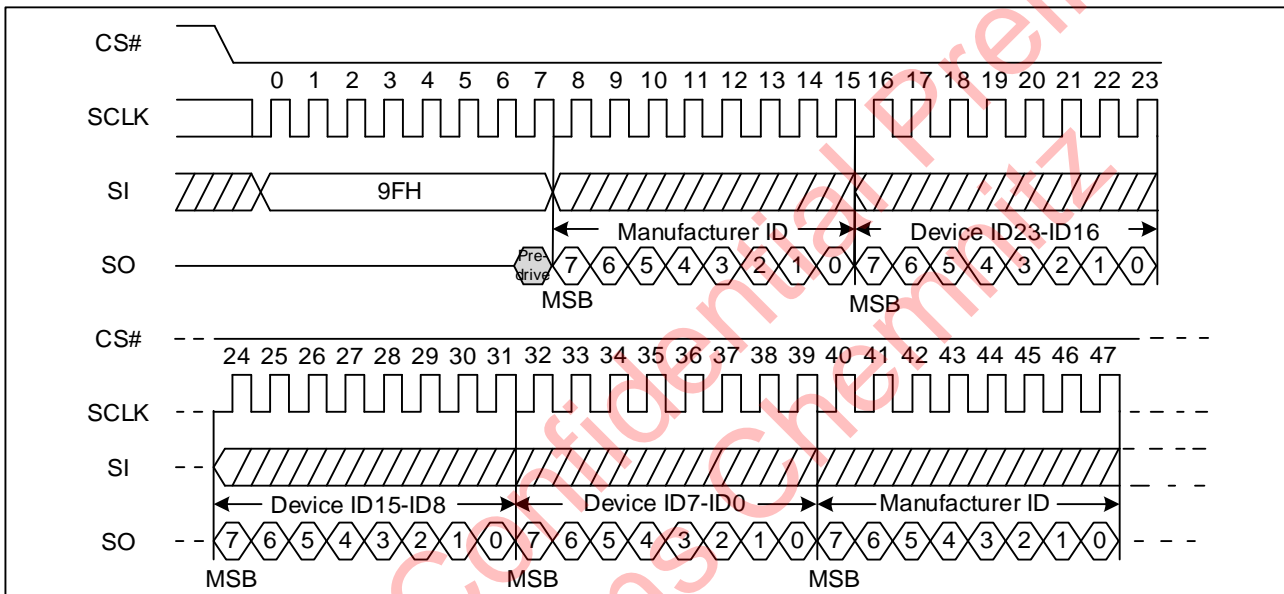 CS#
0 1 2 3 4 5 6 7 8 9 10 11 12 13 14 15 16 17 18 19 20 21 22 23
SCLK
SI 9FH
Manufacturer ID Device ID23-ID16
SO Pre-drive 7 6 5 4 3 2 1 0 7 6 5 4 3 2 1 0
MSB MSB
CS#
24 25 26 27 28 29 30 31 32 33 34 35 36 37 38 39 40 41 42 43 44 45 46 47
SCLK
SI
Device ID15-ID8 Device ID7-ID0 Manufacturer ID
SO 7 6 5 4 3 2 1 0 7 6 5 4 3 2 1 0 7 6 5 4 3 2 1 0
MSB MSB MSB
Confidential
Chemnitz